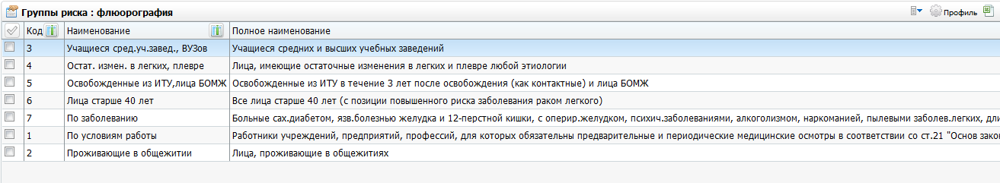 Группы риска : флюорография
Профиль
Код Наименование Полное наименование
3 Учащиеся сред.уч.завед., ВУЗов Учащиеся средних и высших учебных заведений
4 Остат. измен. в легких, плевре Лица, имеющие остаточные изменения в легких и плевре любой этиологии
5 Освобожденные из ИТУ,лица БОМЖ Освобожденные из ИТУ в течение 3 лет после освобождения (как контактные) и лица БОМЖ
6 Лица старше 40 лет Все лица старше 40 лет (с позиции повышенного риска заболевания раком легкого)
7 По заболеванию Больные сах.диабетом, язв.болезнью желудка и 12-перстной кишки, с оперир.желудком, психич.заболеваниями, алкоголизмом, наркоманией, пылевыми заболев.легких, дли
1 По условиям работы Работники учреждений, предприятий, профессий, для которых обязательны предварительные и периодические медицинские осмотры в соответствии со ст.21 "Основ закон
2 Проживающие в общежитии Лица, проживающие в общежитиях